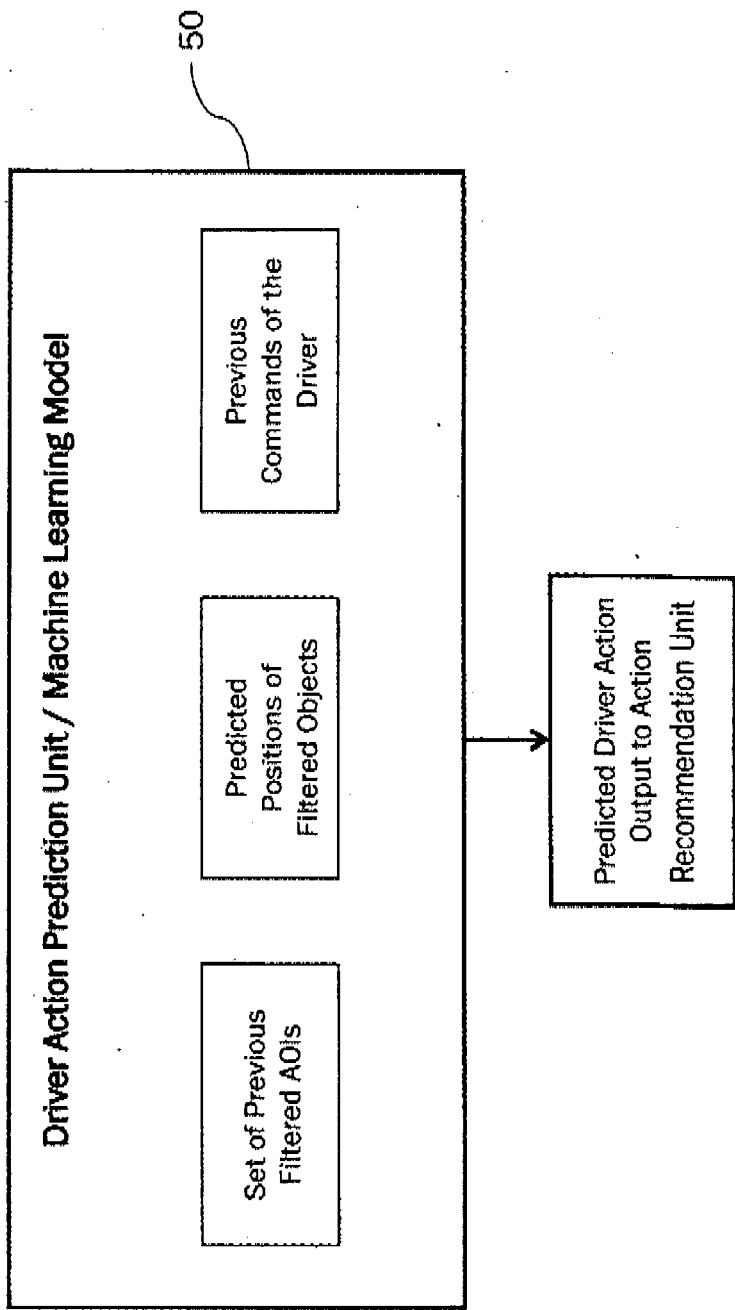 Driver Action Prediction Unit / Machine Learning Model
Set of Previous
Filtered AOIs
Predicted
Positions of
Filtered Objects
Previous
Commands of the
Driver
50
Predicted Driver Action
Output to Action
Recommendation Unit